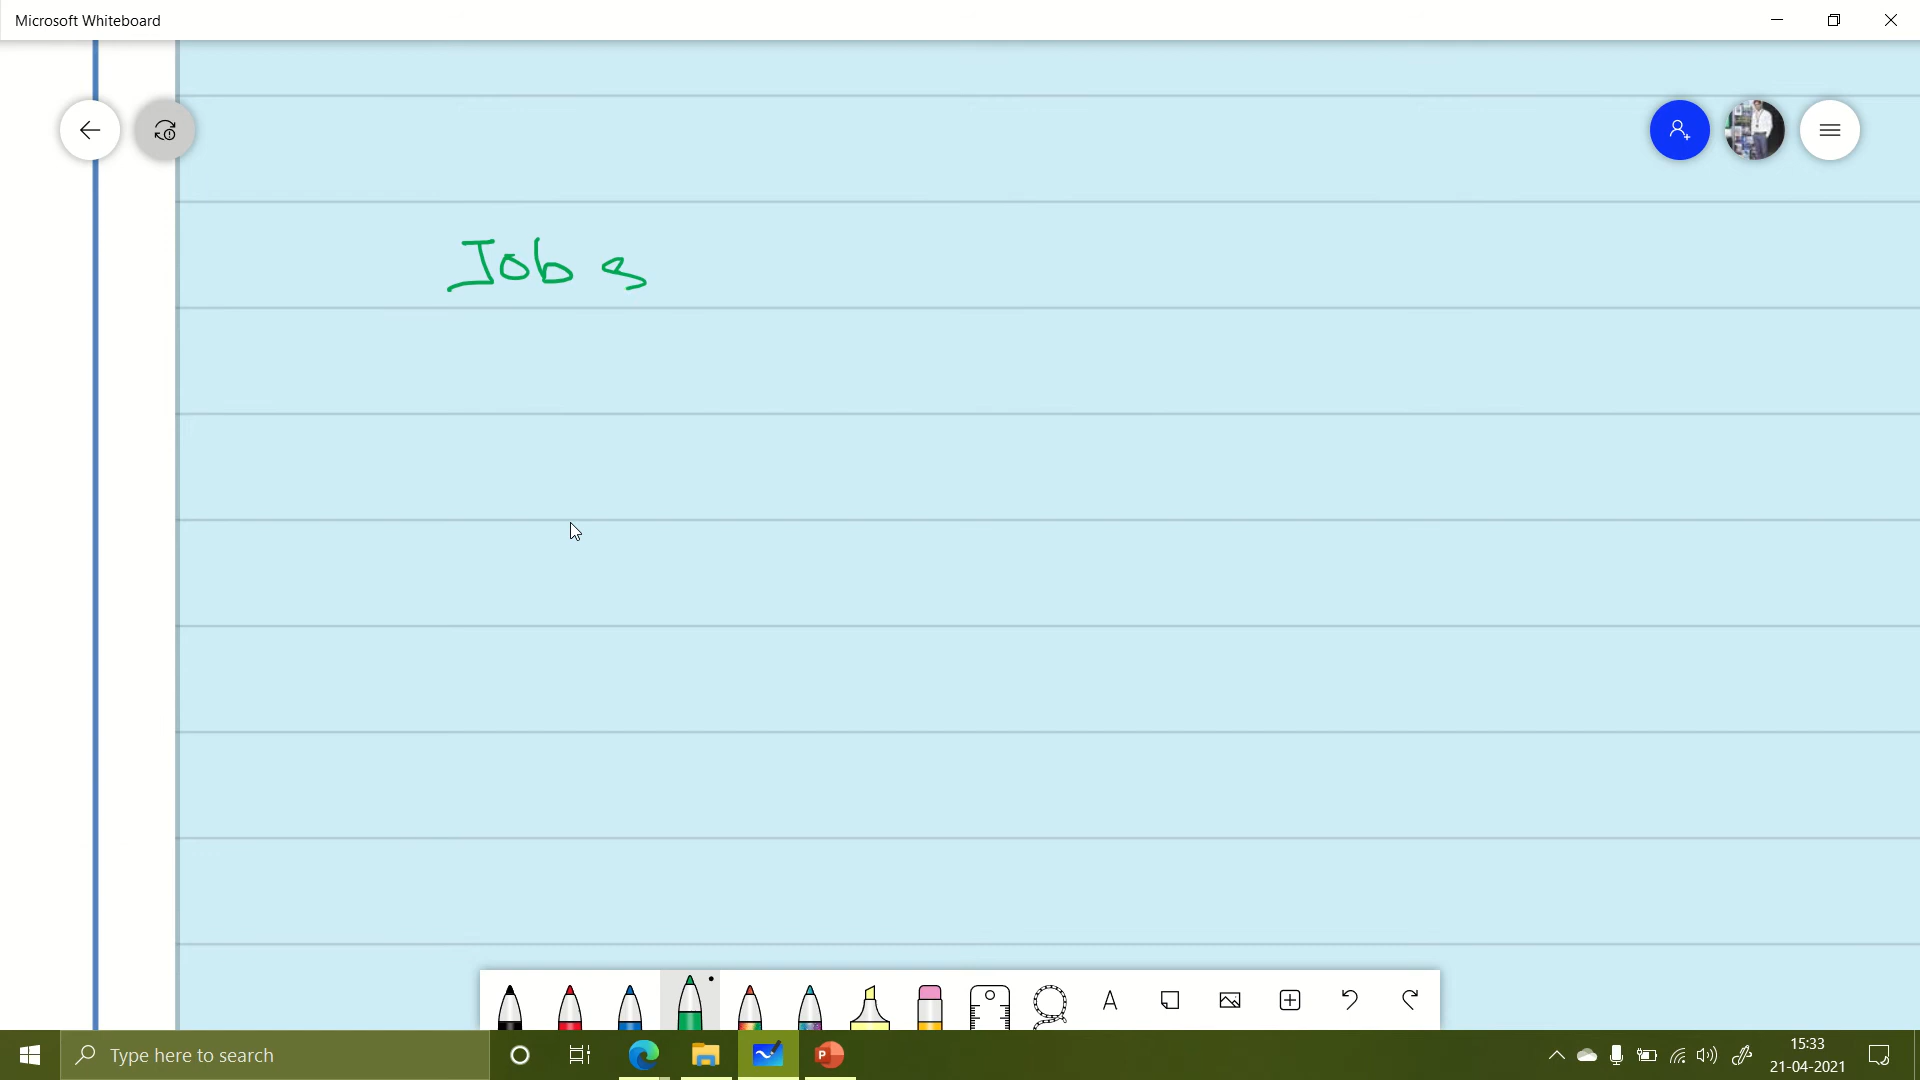 Microsoft Whiteboard
Jobs
A
Type here to search
P
15:33
21-04-2021